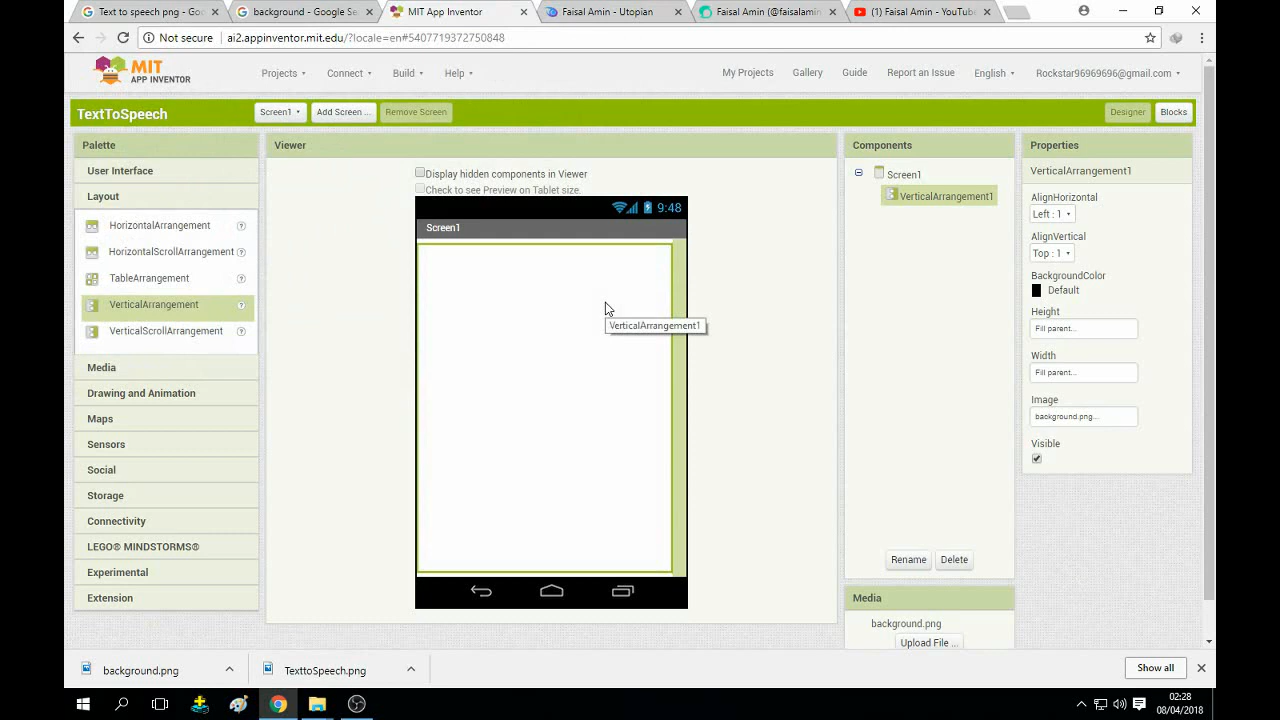 Text to speech png - Goo
background - Google Se
MIT App Inventor
Faisal Amin - Utopian
Faisal Amin (@faisalamin
(1) Faisal Amin - YouTube
Not secure
ai2.appinventor.mit.edu/?locale=en#5407719372750848
MIT
APP INVENTOR
Projects
Connect
Build
Help
My Projects
Gallery
Guide
Report an Issue
English
Rockstar96969696@gmail.com
TextToSpeech
Screen1
Add Screen ...
Remove Screen
Designer
Blocks
Palette
User Interface
Layout
HorizontalArrangement
HorizontalScrollArrangement
TableArrangement
VerticalArrangement
VerticalScrollArrangement
Media
Drawing and Animation
Maps
Sensors
Social
Storage
Connectivity
LEGO® MINDSTORMS®
Experimental
Extension
Viewer
Display hidden components in Viewer
Check to see Preview on Tablet size.
9:48
Screen1
VerticalArrangement1
Components
Screen1
VerticalArrangement1
Rename
Delete
Media
background.png
Upload File ...
Properties
VerticalArrangement1
AlignHorizontal
Left : 1
AlignVertical
Top : 1
BackgroundColor
Default
Height
Fill parent...
Width
Fill parent...
Image
background.png...
Visible
background.png
TexttoSpeech.png
Show all
02:28
08/04/2018